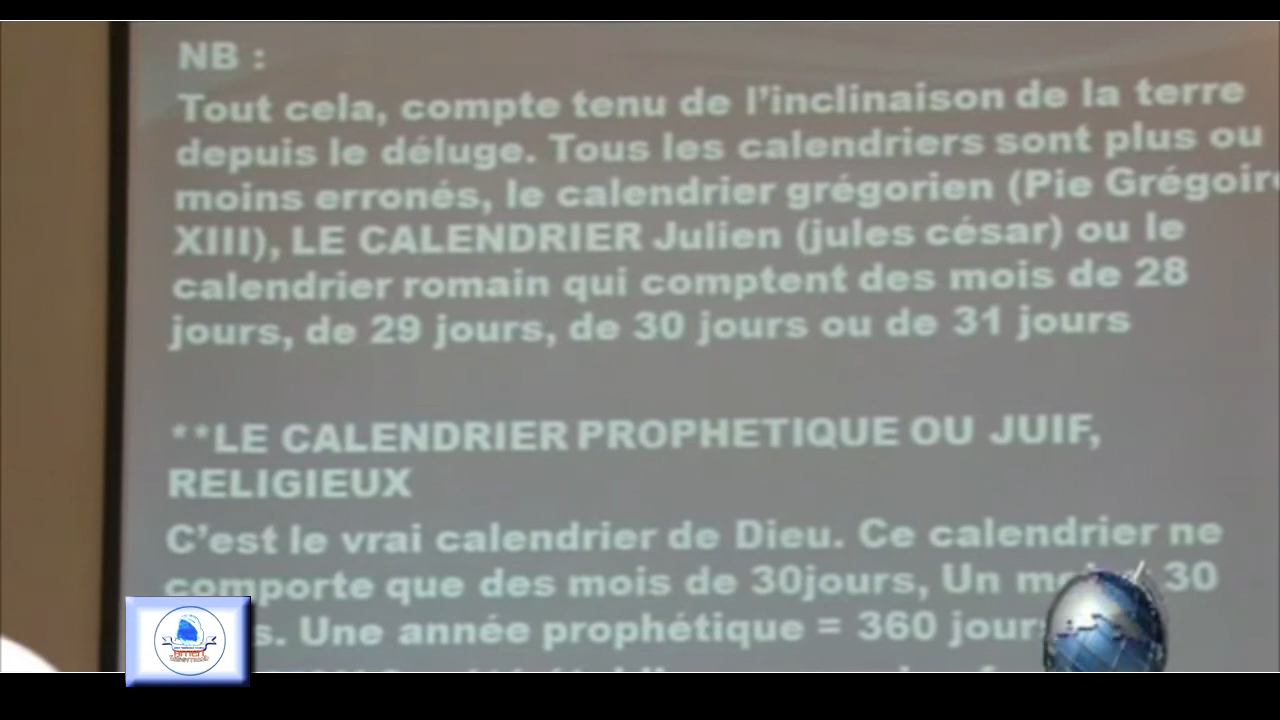 NB :
Tout cela, compte tenu de l'inclinaison de la terre
depuis le déluge. Tous les calendriers sont plus ou
moins erronés, le calendrier grégorien (Pie Grégoire
XIII), LE CALENDRIER Julien (jules césar) ou le
calendrier romain qui comptent des mois de 28
jours, de 29 jours, de 30 jours ou de 31 jours
**LE CALENDRIER PROPHETIQUE OU JUIF,
RELIGIEUX
C'est le vrai calendrier de Dieu. Ce calendrier ne
comporte que des mois de 30jours, Un 30
Une année prophétique = 360